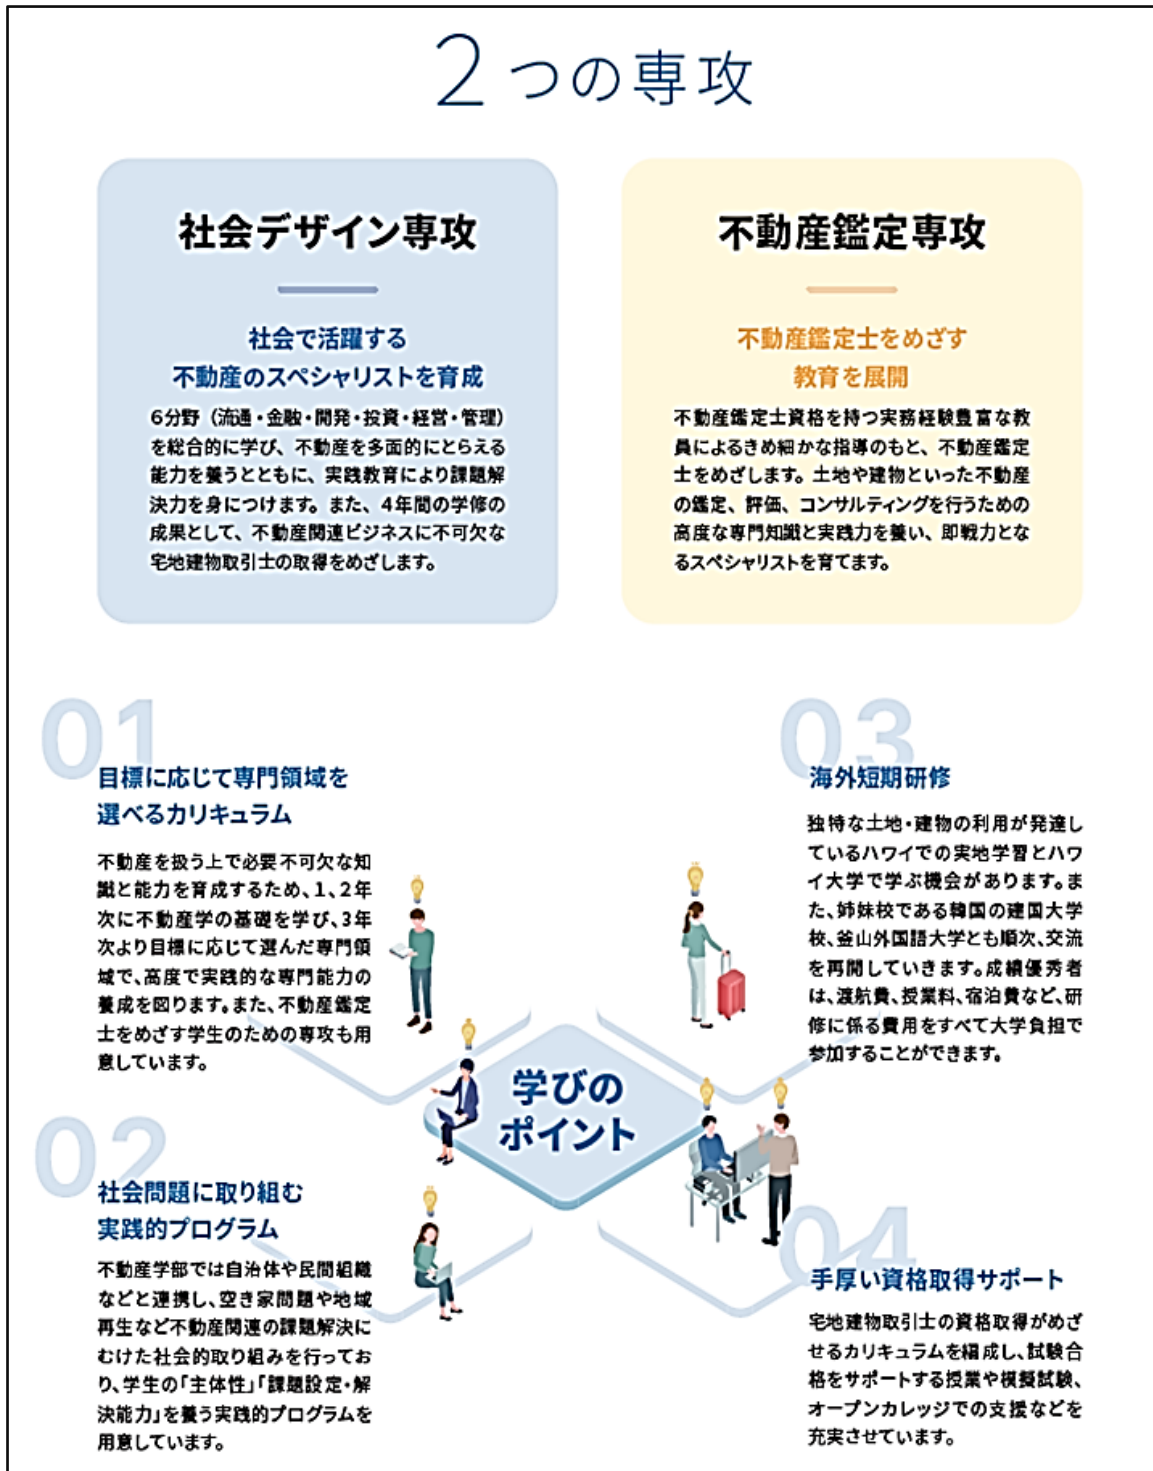 2つの専攻
社会デザイン専攻
社会で活躍する
不動産のスペシャリストを育成
6分野（流通・金融・開発・投資・経営・管理）
を総合的に学び、不動産を多面的にとらえる
能力を養うとともに、実践教育により課題解
決力を身につけます。また、4年間の学修の
成果として、不動産関連ビジネスに不可欠な
宅地建物取引士の取得をめざします。
不動産鑑定専攻
不動産鑑定士をめざす
教育を展開
不動産鑑定士資格を持つ実務経験豊富な教
員によるきめ細かな指導のもと、不動産鑑定
士をめざします。土地や建物といった不動産
の鑑定、評価、コンサルティングを行うための
高度な専門知識と実践力を養い、即戦力とな
るスペシャリストを育てます。
01
目標に応じて専門領域を
選べるカリキュラム
不動産を扱う上で必要不可欠な知
識と能力を育成するため、1、2年
次に不動産学の基礎を学び、3年
次より目標に応じて選んだ専門領
域で、高度で実践的な専門能力の
養成を図ります。また、不動産鑑定
士をめざす学生のための専攻も用
意しています。
02
社会問題に取り組む
実践的プログラム
不動産学部では自治体や民間組織
などと連携し、空き家問題や地域
再生など不動産関連の課題解決に
むけた社会的取り組みを行ってお
り、学生の「主体性」「課題設定・解
決能力」を養う実践的プログラムを
用意しています。
学びの
ポイント
03
海外短期研修
独特な土地・建物の利用が発達し
ているハワイでの実地学習とハワ
イ大学で学ぶ機会があります。ま
た、姉妹校である韓国の建国大学
校、釜山外国語大学とも順次、交流
を再開していきます。成績優秀者
は、渡航費、授業料、宿泊費など、研
修に係る費用をすべて大学負担で
参加することができます。
04
手厚い資格取得サポート
宅地建物取引士の資格取得がめざ
せるカリキュラムを編成し、試験合
格をサポートする授業や模擬試験、
オープンカレッジでの支援などを
充実させています。